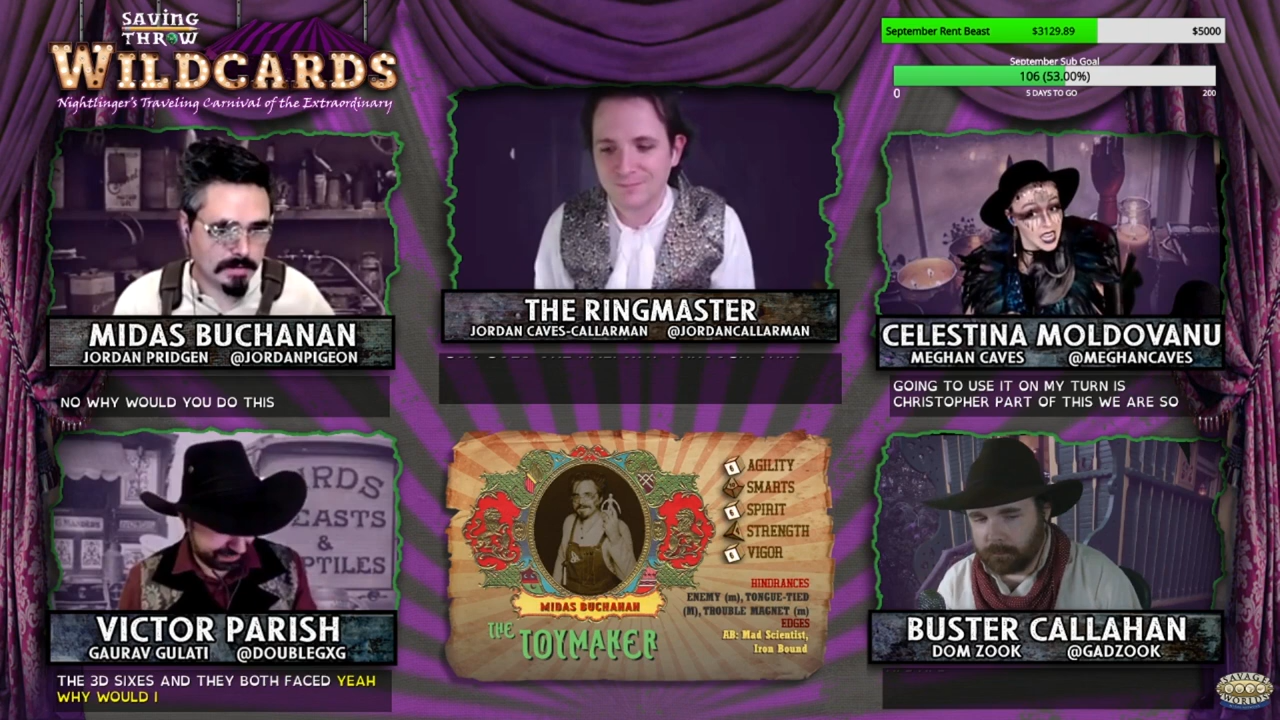 SAVING
THROW
WILDCARDS
Nightlinger's Traveling Carnival of the Extraordinary
September Rent Beast $3129.89 $5000
September Sub Goal
106 (53.00%)
0 5 DAYS TO GO 200
MIDAS BUCHANAN
JORDAN PRIDGEN @JORDANPIGEON
NO WHY WOULD YOU DO THIS
THE RINGMASTER
JORDAN CAVES-CALLARMAN @JORDANCALLARMAN
CELESTINA MOLDOVANU
MEGHAN CAVES @MEGHANCAVES
GOING TO USE IT ON MY TURN IS
CHRISTOPHER PART OF THIS WE ARE SO
VICTOR PARISH
GAURAV GULATI @DOUBLEGXG
THE 3D SIXES AND THEY BOTH FACED YEAH
WHY WOULD I
AGILITY
SMARTS
SPIRIT
STRENGTH
VIGOR
HINDRANCES
ENEMY (m), TONGUE-TIED
(M), TROUBLE MAGNET (m)
EDGES
AB: Mad Scientist,
Iron Bound
MIDAS BUCHANAN
THE TOYMAKER
BUSTER CALLAHAN
DOM ZOOK @GADZOOK
SAVAGE
WORLDS